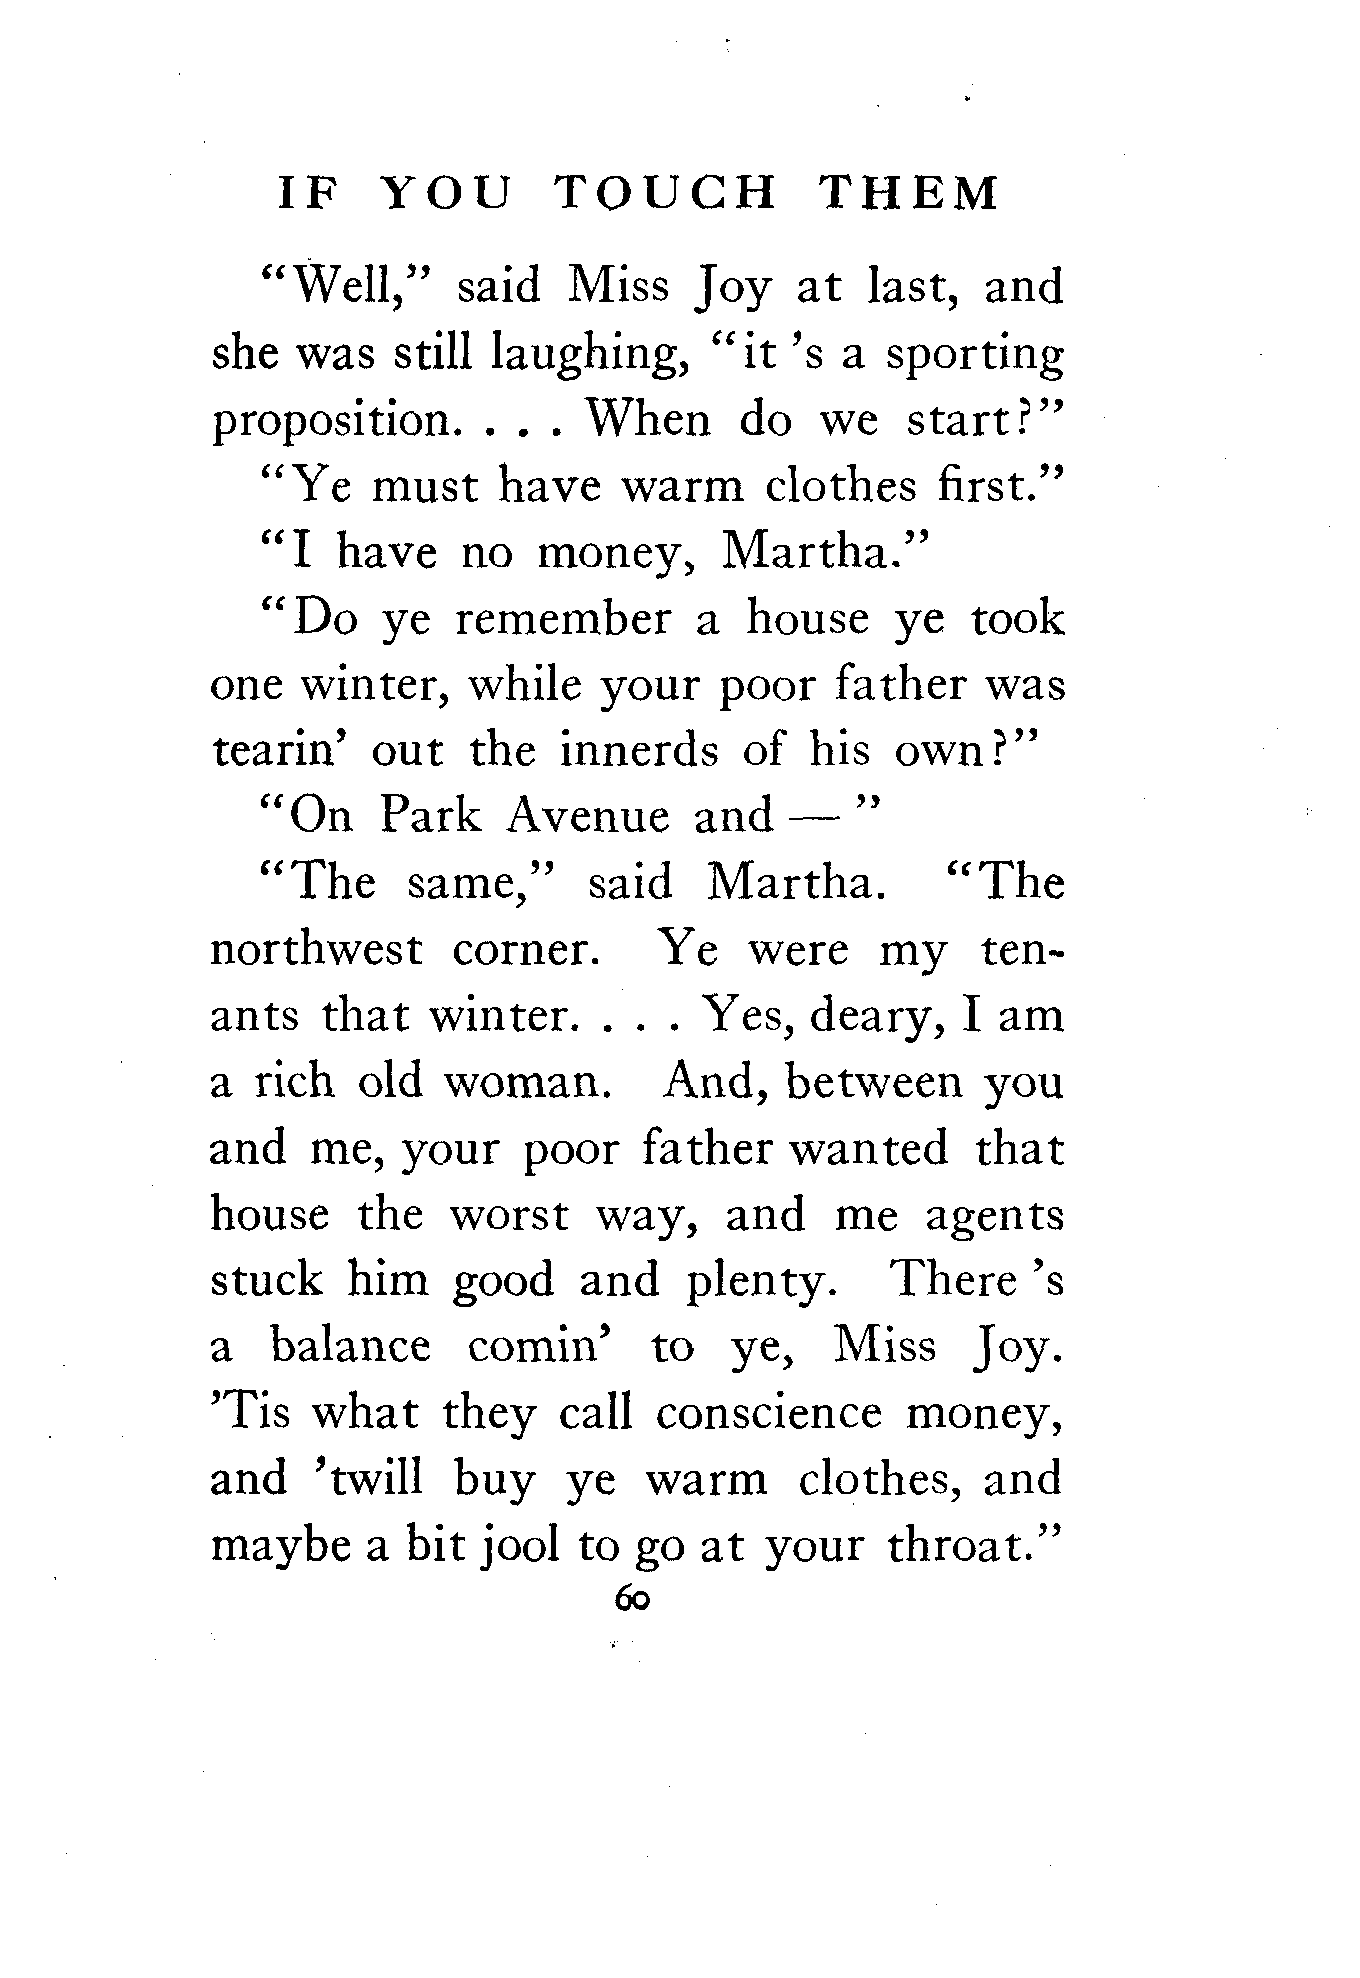 IF YOU TOUCH THEM
“Well,” said Miss Joy at last, and
she was still laughing, “it ’s a sporting
proposition. . . . When do we start?”
“Ye must have warm clothes first.”
“I have no money, Martha.”
“Do ye remember a house ye took
one winter, while your poor father was
tearin’ out the innerds of his own?”
“On Park Avenue and — ”
“The same,” said Martha. “The
northwest corner. Ye were my ten-
ants that winter. . . . Yes, deary, I am
a rich old woman. And, between you
and me, your poor father wanted that
house the worst way, and me agents
stuck him good and plenty. There ’s
a balance comin’ to ye, Miss Joy.
’Tis what they call conscience money,
and ’twill buy ye warm clothes, and
maybe a bit jool to go at your throat.”
60